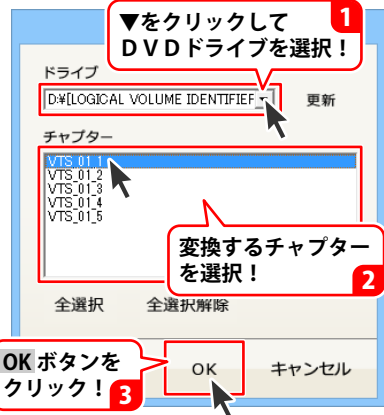 ▼をクリックして
ＤＶＤドライブを選択！
1
ドライブ
D:¥[LOGICAL VOLUME IDENTIFIEF
更新
チャプター
VTS_01_1
VTS_01_2
VTS_01_3
VTS_01_4
VTS_01_5
変換するチャプター
を選択！
2
全選択 全選択解除
OK ボタンを
クリック！
3
OK キャンセル